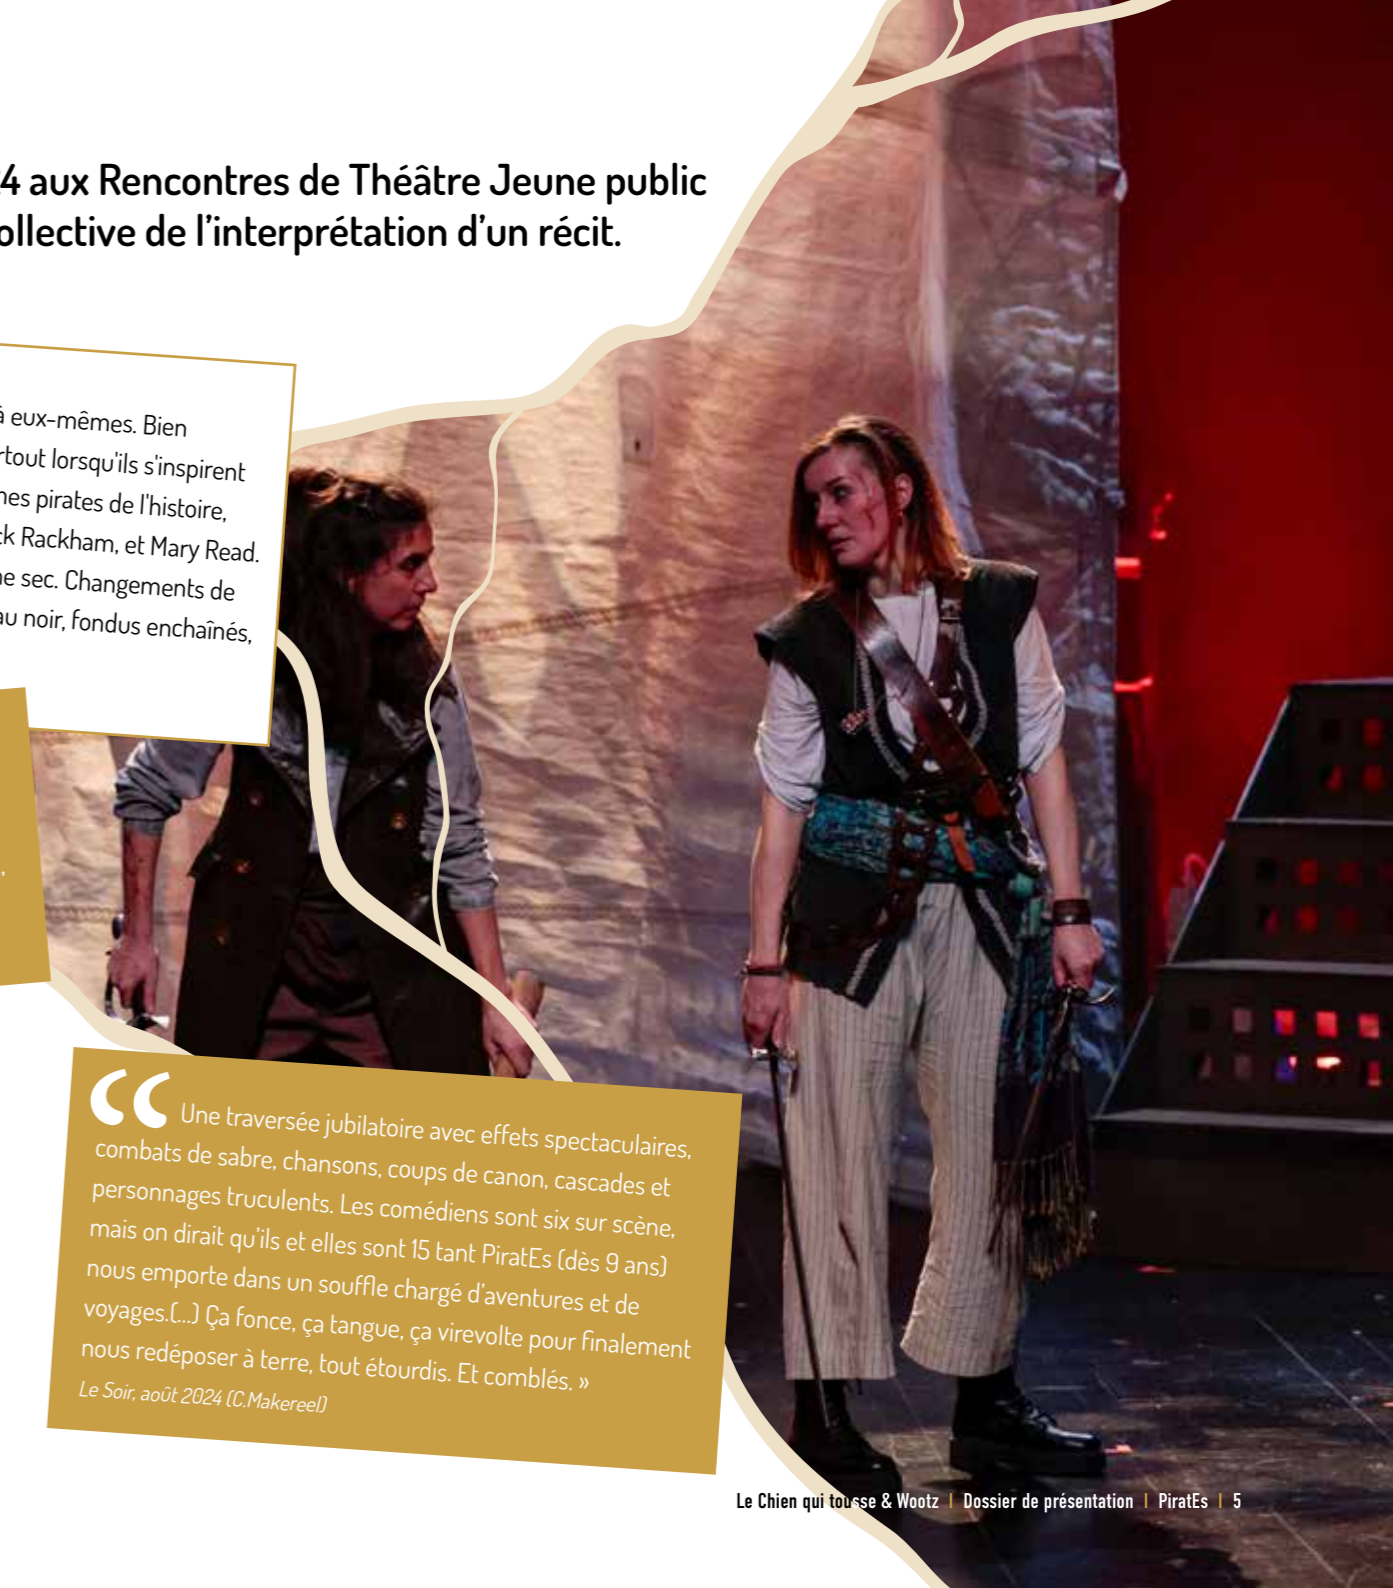 4 aux Rencontres de Théâtre Jeune public
ollective de l’interprétation d’un récit.
à eux-mêmes. Bien
rtout lorsqu'ils s'inspirent
nes pirates de l'histoire,
ck Rackham, et Mary Read.
ne sec. Changements de
au noir, fondus enchaînés,
Une traversée jubilatoire avec effets spectaculaires,
combats de sabre, chansons, coups de canon, cascades et
personnages truculents. Les comédiens sont six sur scène,
mais on dirait qu’ils et elles sont 15 tant PiratEs (dès 9 ans)
nous emporte dans un souffle chargé d’aventures et de
voyages.(...) Ça fonce, ça tangue, ça virevolte pour finalement
nous redéposer à terre, tout étourdis. Et comblés. »
Le Soir, août 2024 (C.Makereel)
Le Chien qui tousse & Wootz | Dossier de présentation | PiratEs | 5